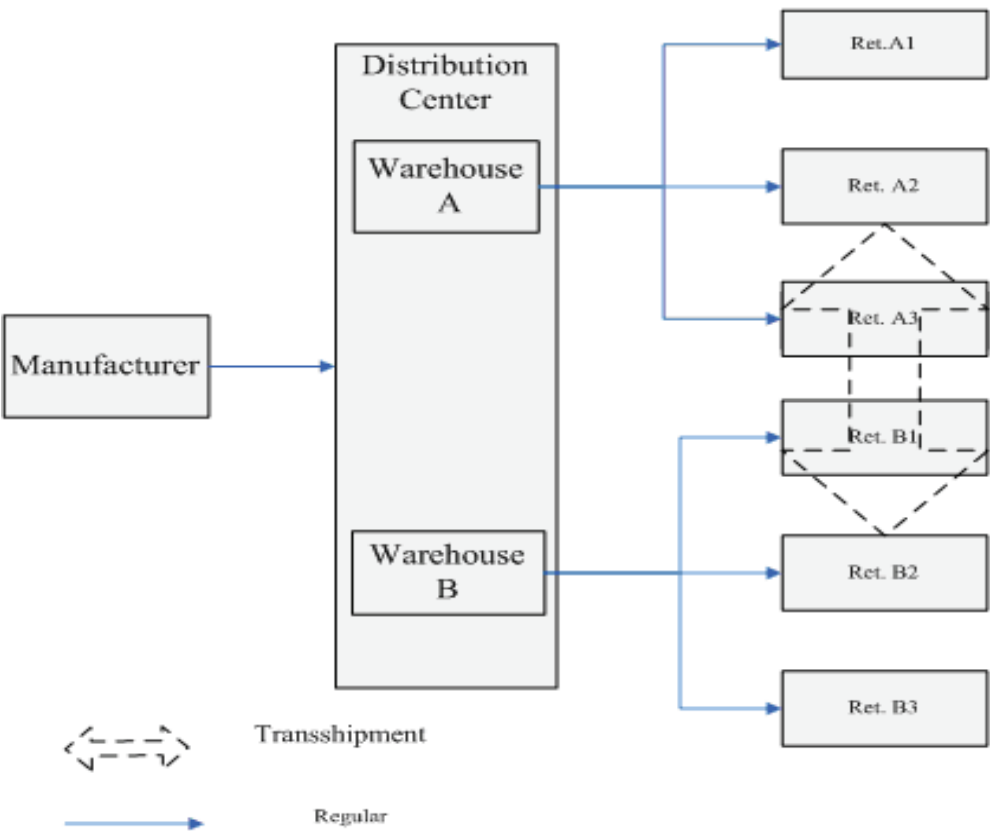 Distribution
Center
Warehouse
A
Manufacturer
Warehouse
B
Ret.A1
Ret. A2
Ret. A3
Ret. B1
Ret. B2
Ret. B3
Transshipment
Regular